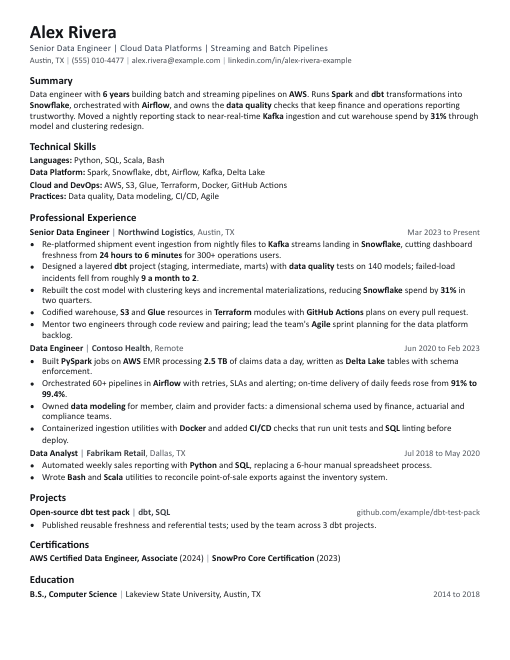 Alex Rivera
Senior Data Engineer | Cloud Data Platforms | Streaming and Batch Pipelines
Austin, TX | (555) 010-4477 | alex.rivera@example.com | linkedin.com/in/alex-rivera-example
Summary
Data engineer with 6 years building batch and streaming pipelines on AWS. Runs Spark and dbt transformations into
Snowflake, orchestrated with Airflow, and owns the data quality checks that keep finance and operations reporting
trustworthy. Moved a nightly reporting stack to near-real-time Kafka ingestion and cut warehouse spend by 31% through
model and clustering redesign.
Technical Skills
Languages: Python, SQL, Scala, Bash
Data Platform: Spark, Snowflake, dbt, Airflow, Kafka, Delta Lake
Cloud and DevOps: AWS, S3, Glue, Terraform, Docker, GitHub Actions
Practices: Data quality, Data modeling, CI/CD, Agile
Professional Experience
Senior Data Engineer | Northwind Logistics, Austin, TX Mar 2023 to Present
• Re-platformed shipment event ingestion from nightly files to Kafka streams landing in Snowflake, cutting dashboard
freshness from 24 hours to 6 minutes for 300+ operations users.
• Designed a layered dbt project (staging, intermediate, marts) with data quality tests on 140 models; failed-load
incidents fell from roughly 9 a month to 2.
• Rebuilt the cost model with clustering keys and incremental materializations, reducing Snowflake spend by 31% in
two quarters.
• Codified warehouse, S3 and Glue resources in Terraform modules with GitHub Actions plans on every pull request.
• Mentor two engineers through code review and pairing; lead the team's Agile sprint planning for the data platform
backlog.
Data Engineer | Contoso Health, Remote Jun 2020 to Feb 2023
• Built PySpark jobs on AWS EMR processing 2.5 TB of claims data a day, written as Delta Lake tables with schema
enforcement.
• Orchestrated 60+ pipelines in Airflow with retries, SLAs and alerting; on-time delivery of daily feeds rose from 91% to
99.4%.
• Owned data modeling for member, claim and provider facts: a dimensional schema used by finance, actuarial and
compliance teams.
• Containerized ingestion utilities with Docker and added CI/CD checks that run unit tests and SQL linting before
deploy.
Data Analyst | Fabrikam Retail, Dallas, TX Jul 2018 to May 2020
• Automated weekly sales reporting with Python and SQL, replacing a 6-hour manual spreadsheet process.
• Wrote Bash and Scala utilities to reconcile point-of-sale exports against the inventory system.
Projects
Open-source dbt test pack | dbt, SQL github.com/example/dbt-test-pack
• Published reusable freshness and referential tests; used by the team across 3 dbt projects.
Certifications
AWS Certified Data Engineer, Associate (2024) | SnowPro Core Certification (2023)
Education
B.S., Computer Science | Lakeview State University, Austin, TX 2014 to 2018